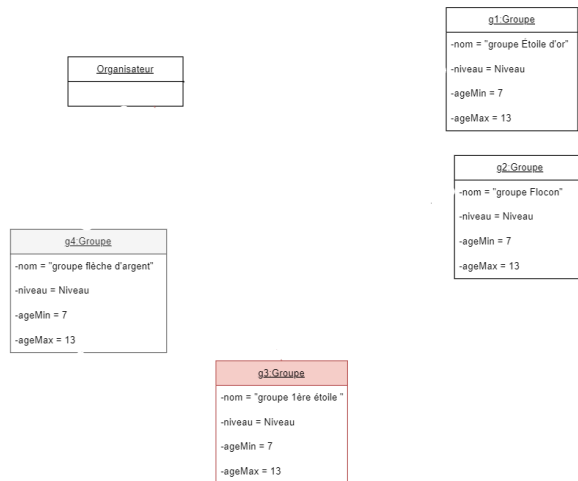 g1:Groupe
-nom = "groupe Étoile d'or"
-niveau = Niveau
-ageMin = 7
-ageMax = 13
Organisateur
g2:Groupe
-nom = "groupe Flocon"
-niveau = Niveau
-ageMin = 7
-ageMax = 13
g4:Groupe
-nom = "groupe flèche d'argent"
-niveau = Niveau
-ageMin = 7
-ageMax = 13
g3:Groupe
-nom = "groupe 1ère étoile "
-niveau = Niveau
-ageMin = 7
-ageMax = 13